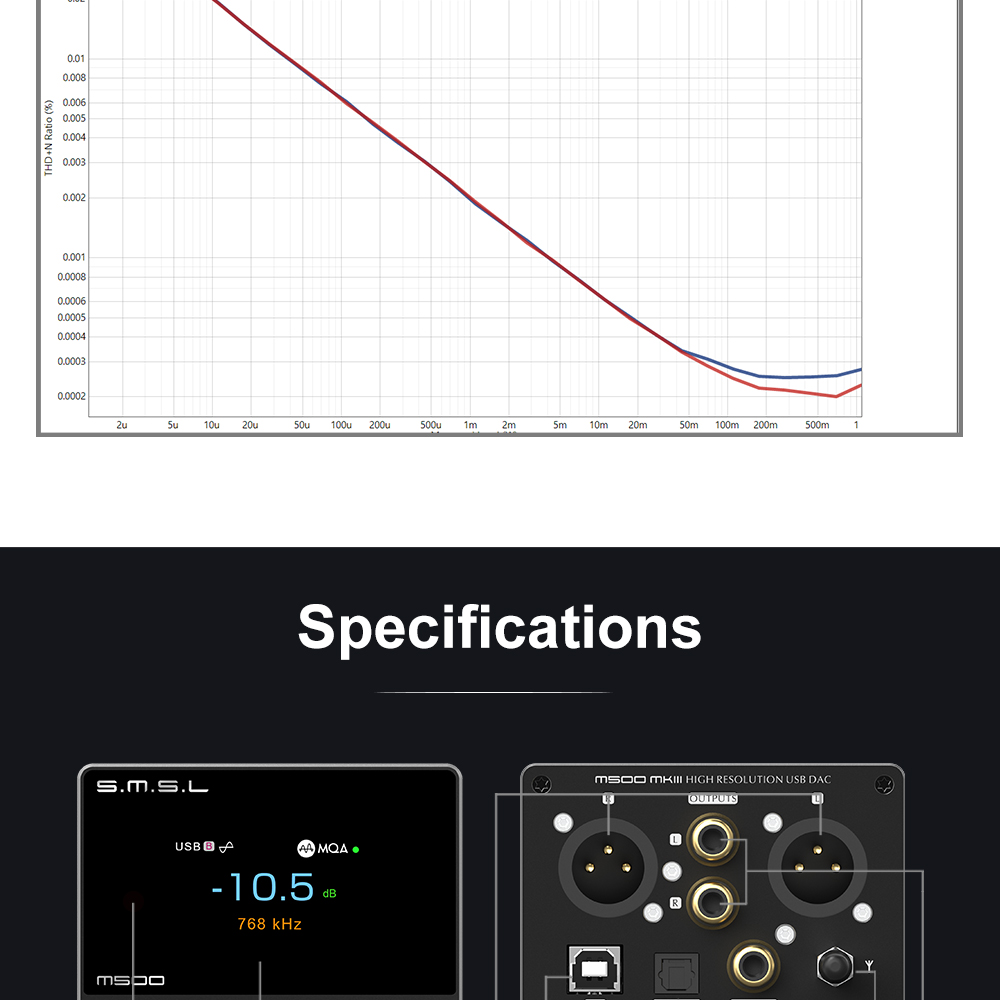 0.02
0.01
0.008
0.006
0.005
0.004
0.003
0.002
0.001
0.0008
0.0006
0.0005
0.0004
0.0003
0.0002
THD+N Ratio (%)
2u 5u 10u 20u 50u 100u 200u 500u 1m 2m 5m 10m 20m 50m 100m 200m 500m 1
Specifications
S.M.S.L
USB B MQA
-10.5 dB
768 kHz
M500
M500 MKIII HIGH RESOLUTION USB DAC
R OUTPUTS L
L
R